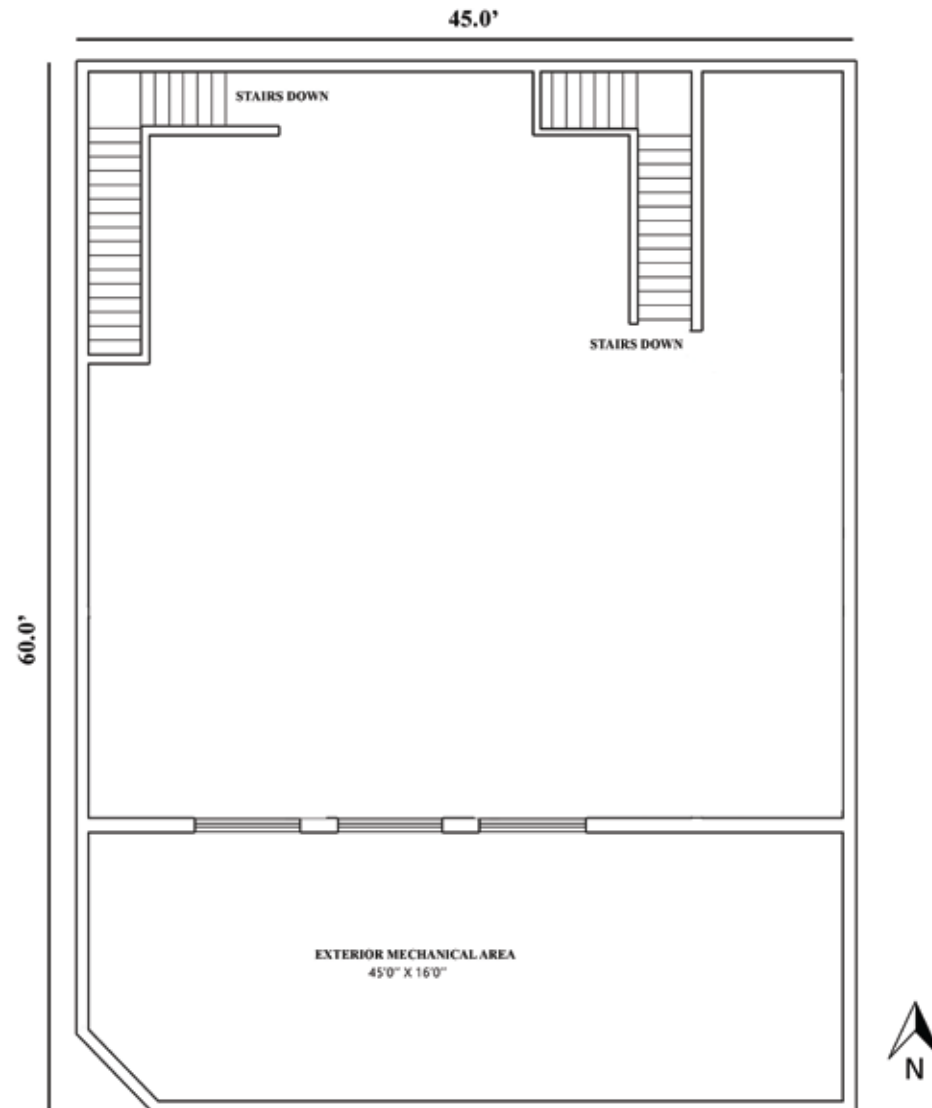 45.0’
STAIRS DOWN
STAIRS DOWN
60.0’
EXTERIOR MECHANICAL AREA
45'0" X 16'0"
N